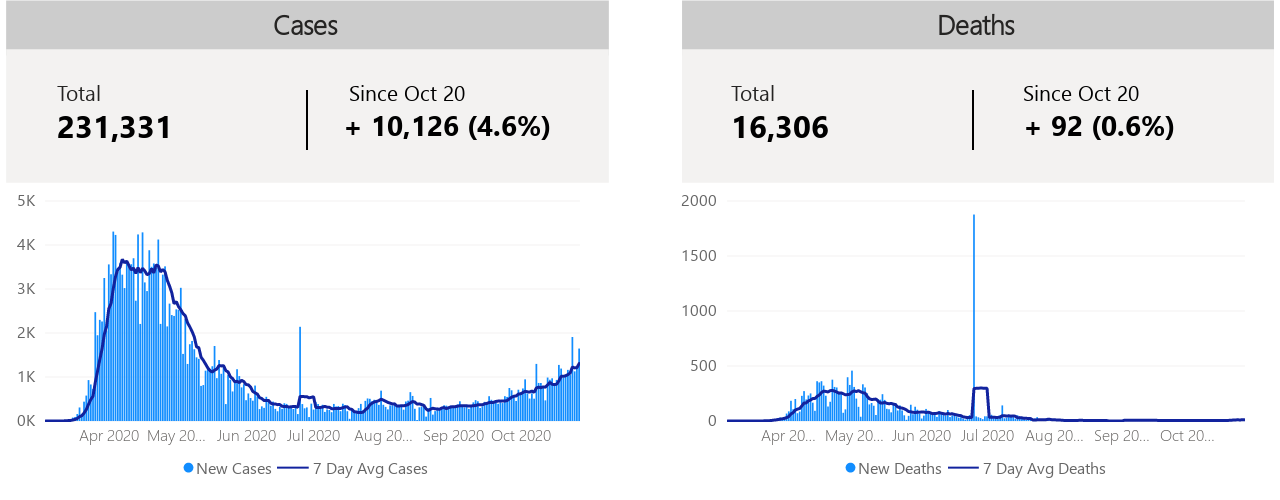 Cases
Total
231,331
Since Oct 20
+ 10,126 (4.6%)
5K
4K
3K
2K
1K
0K
Apr 2020 May 20... Jun 2020 Jul 2020 Aug 20... Sep 2020 Oct 2020
New Cases 7 Day Avg Cases
Deaths
Total
16,306
Since Oct 20
+ 92 (0.6%)
2000
1500
1000
500
0
Apr 20... May 20... Jun 2020 Jul 2020 Aug 20... Sep 20... Oct 20...
New Deaths 7 Day Avg Deaths